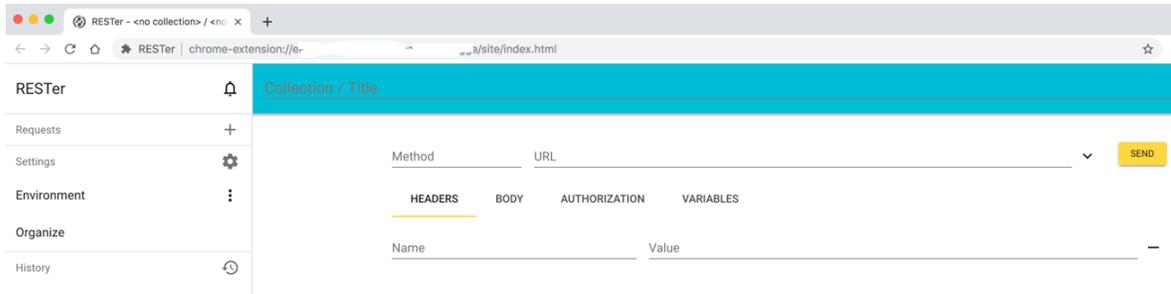 RESTer - <no collection> / <no
RESTer chrome-extension://e a/site/index.html
RESTer
Collection / Title
Requests
Settings
Environment
Organize
History
Method URL
SEND
HEADERS BODY AUTHORIZATION VARIABLES
Name Value